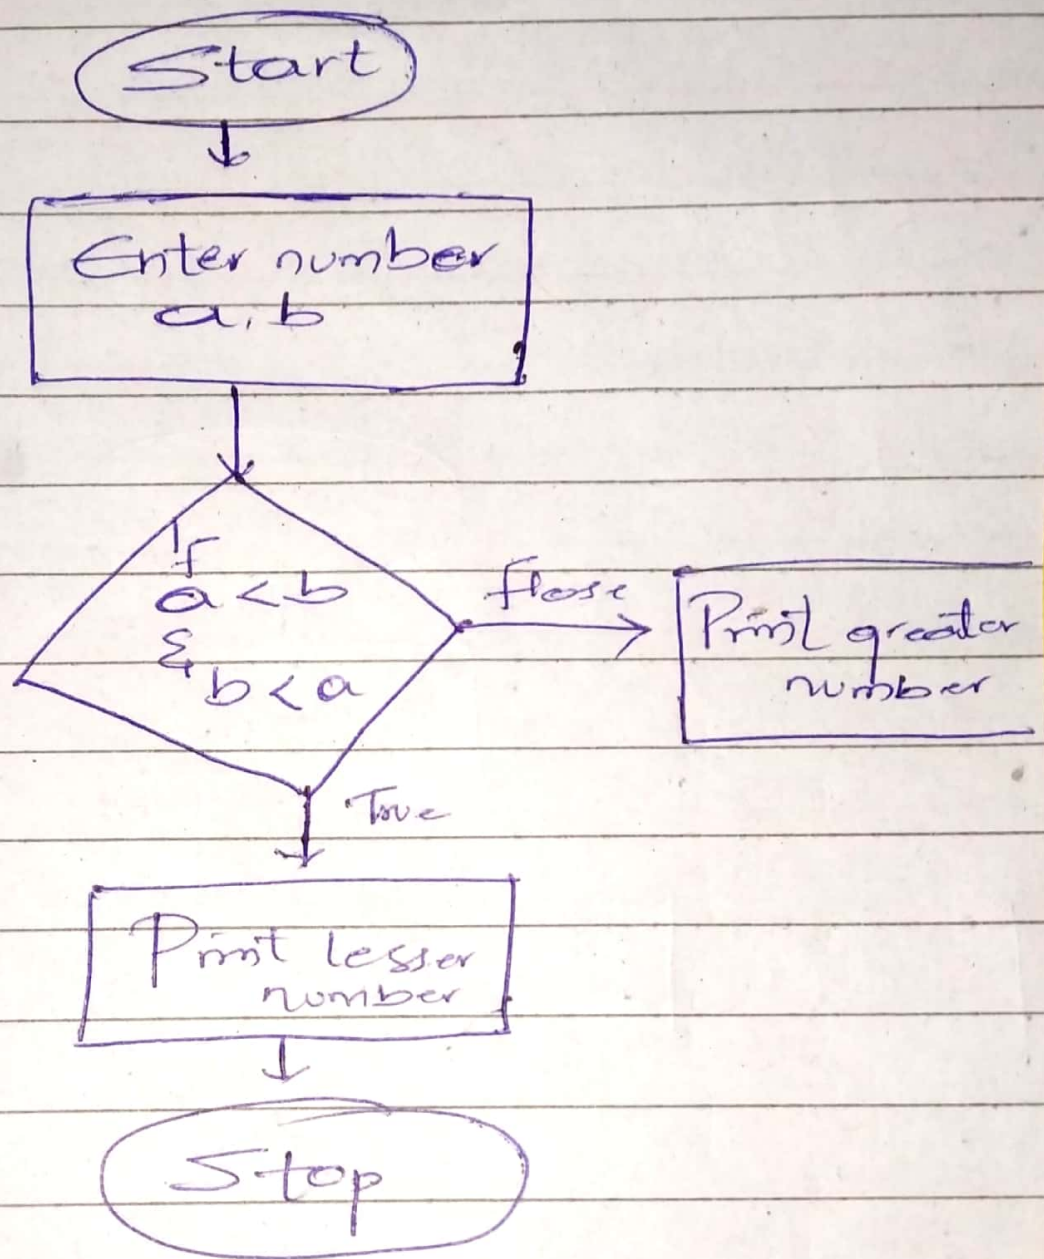 Start
Enter number
a, b
If
a < b
&
b < a
flase
Print greater
number
True
Print lesser
number
Stop